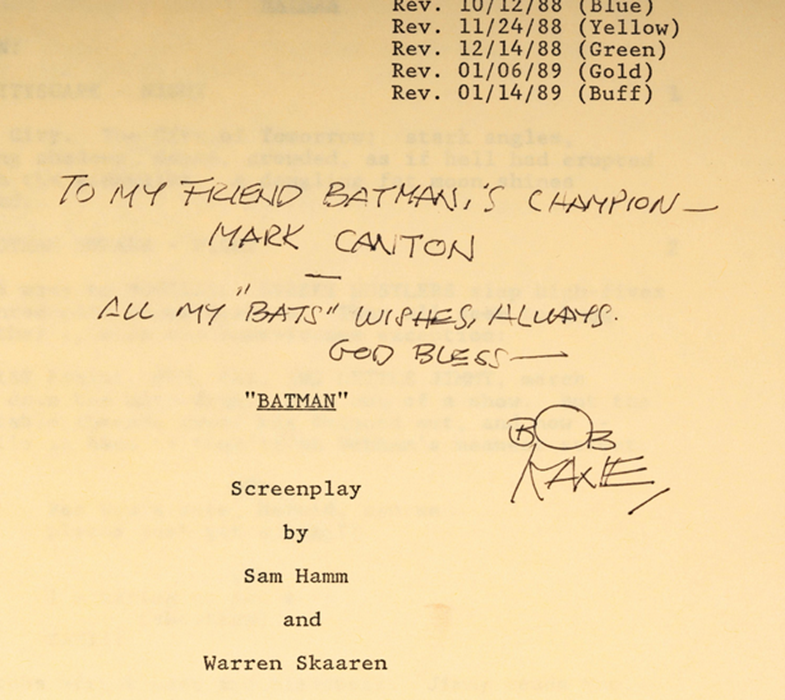 Rev. 10/12/88 (Blue)
Rev. 11/24/88 (Yellow)
Rev. 12/14/88 (Green)
Rev. 01/06/89 (Gold)
Rev. 01/14/89 (Buff)
TO MY FRIEND BATMAN,'S CHAMPION—
MARK CANTON
—
ALL MY "BATS" WISHES, ALWAYS.
GOD BLESS—
"BATMAN"
BOB
KANE
Screenplay
by
Sam Hamm
and
Warren Skaaren